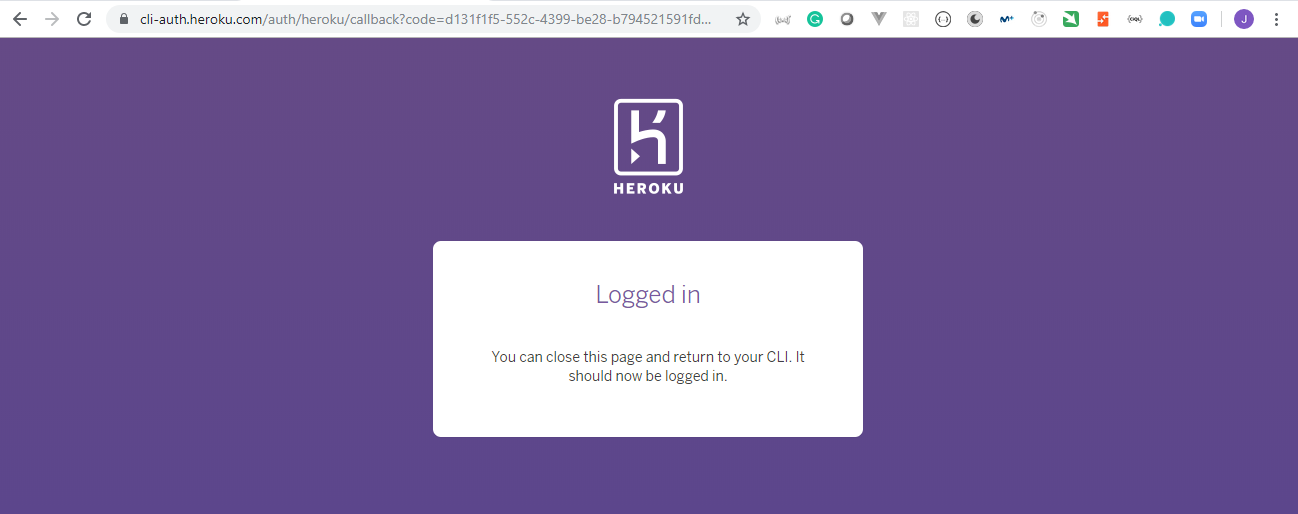 cli-auth.heroku.com/auth/heroku/callback?code=d131f1f5-552c-4399-be28-b794521591fd...
J
HEROKU
Logged in
You can close this page and return to your CLI. It
should now be logged in.